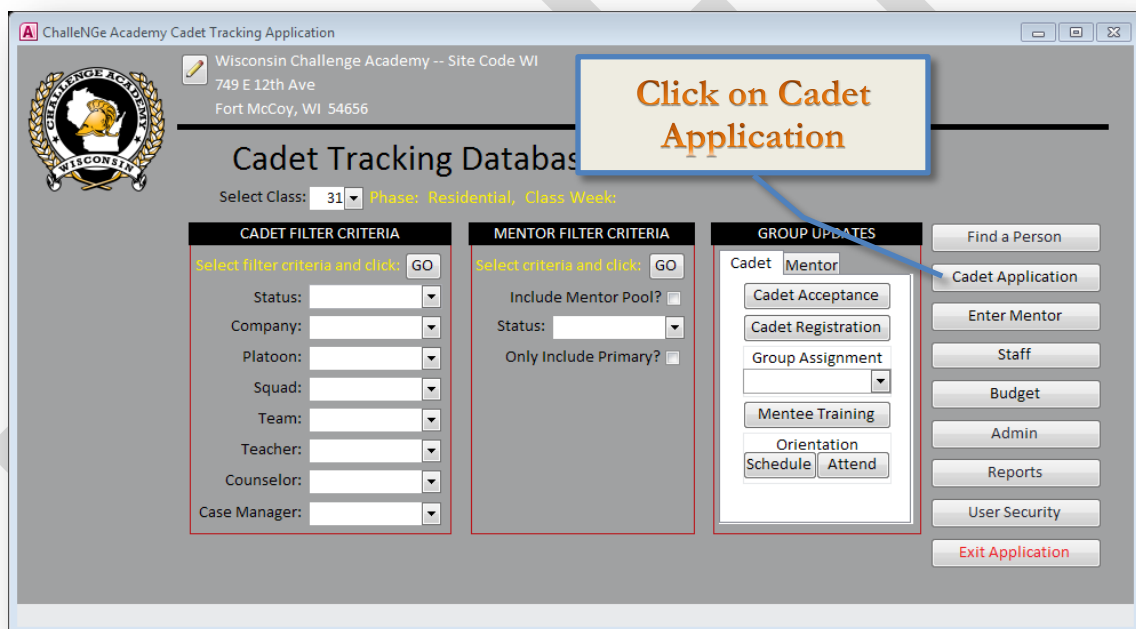 ChalleNGe Academy Cadet Tracking Application
CHALLENGE ACADEMY
WISCONSIN
Wisconsin Challenge Academy -- Site Code WI
749 E 12th Ave
Fort McCoy, WI 54656
Click on Cadet
Application
Cadet Tracking Databas
Select Class: 31 Phase: Residential, Class Week:
CADET FILTER CRITERIA
Select filter criteria and click: GO
Status:
Company:
Platoon:
Squad:
Team:
Teacher:
Counselor:
Case Manager:
MENTOR FILTER CRITERIA
Select criteria and click: GO
Include Mentor Pool?
Status:
Only Include Primary?
GROUP UPDATES
Cadet Mentor
Cadet Acceptance
Cadet Registration
Group Assignment
Mentee Training
Orientation
Schedule Attend
Find a Person
Cadet Application
Enter Mentor
Staff
Budget
Admin
Reports
User Security
Exit Application